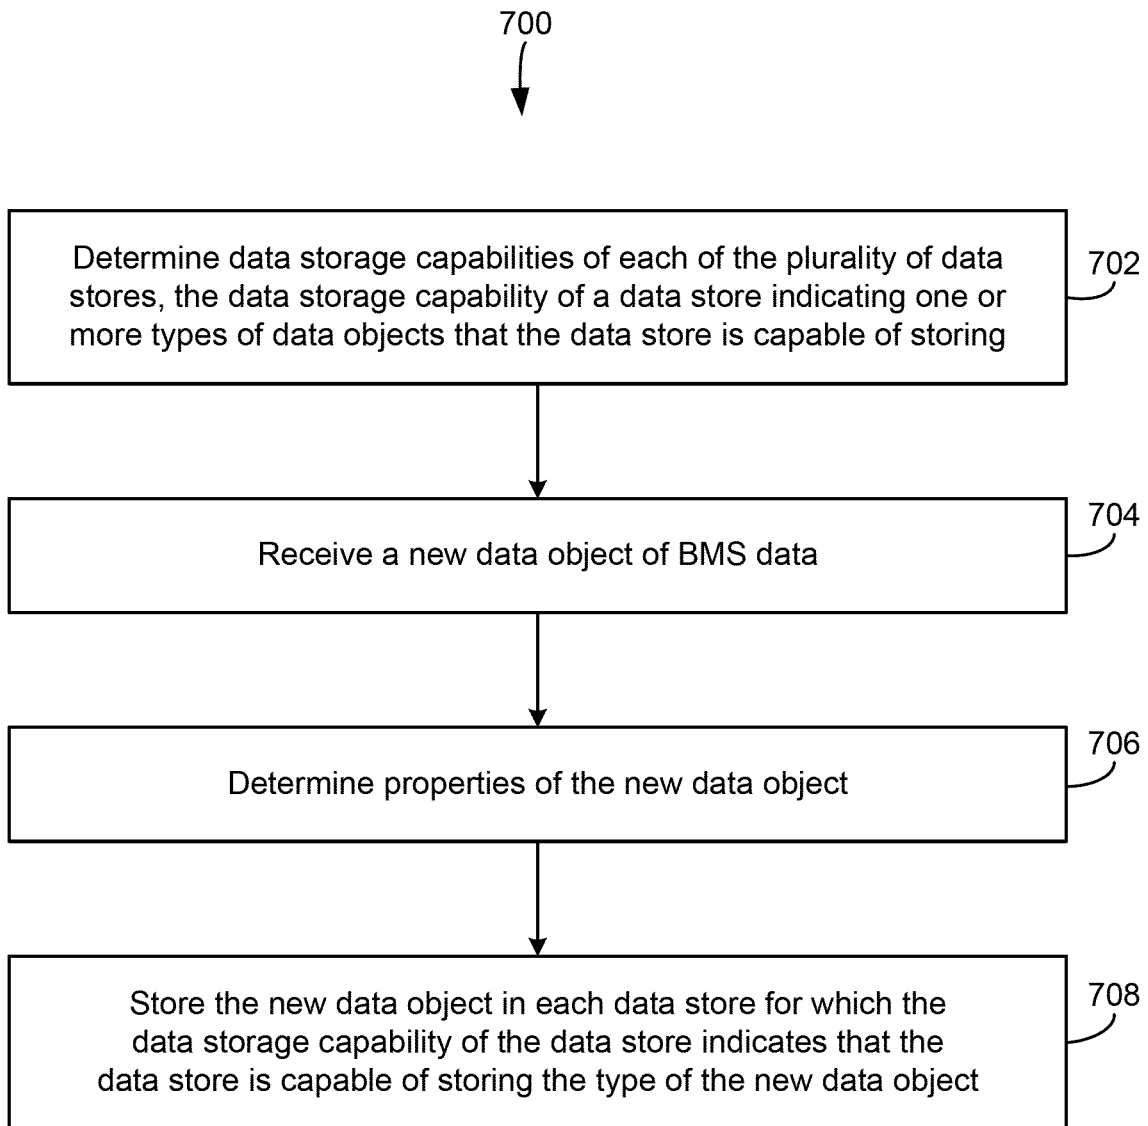 700
Determine data storage capabilities of each of the plurality of data
stores, the data storage capability of a data store indicating one or
more types of data objects that the data store is capable of storing
702
Receive a new data object of BMS data
704
Determine properties of the new data object
706
Store the new data object in each data store for which the
data storage capability of the data store indicates that the
data store is capable of storing the type of the new data object
708